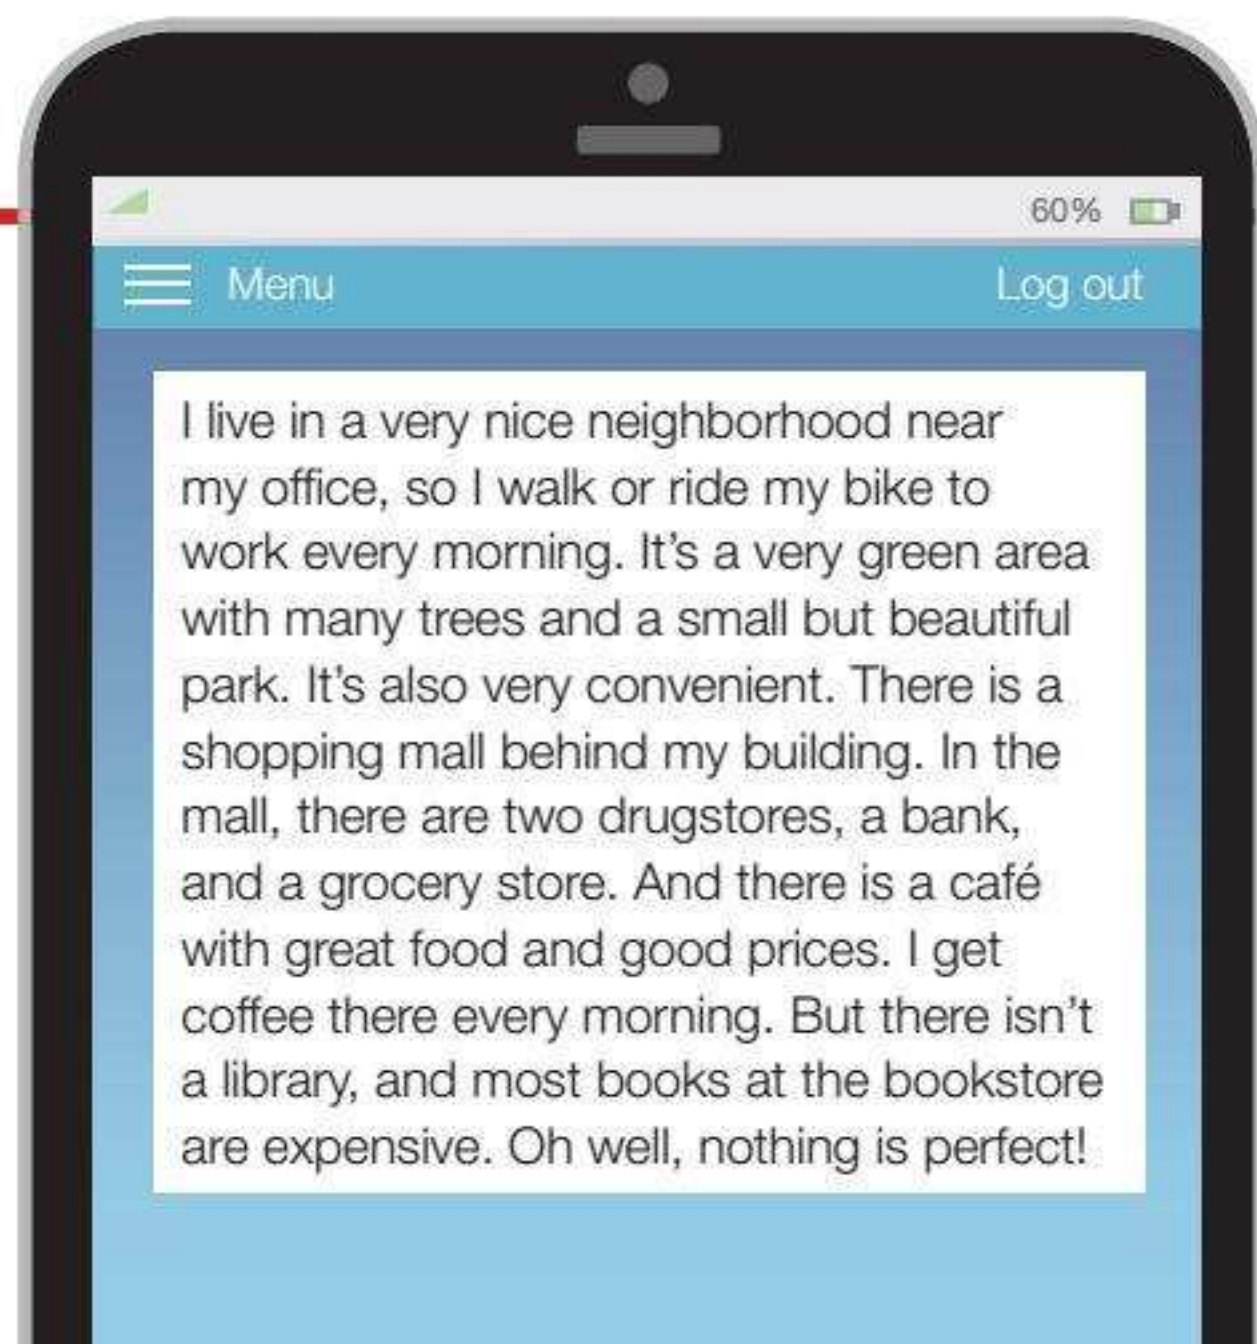 60%
Menu Log out
I live in a very nice neighborhood near
my office, so I walk or ride my bike to
work every morning. It’s a very green area
with many trees and a small but beautiful
park. It’s also very convenient. There is a
shopping mall behind my building. In the
mall, there are two drugstores, a bank,
and a grocery store. And there is a café
with great food and good prices. I get
coffee there every morning. But there isn’t
a library, and most books at the bookstore
are expensive. Oh well, nothing is perfect!